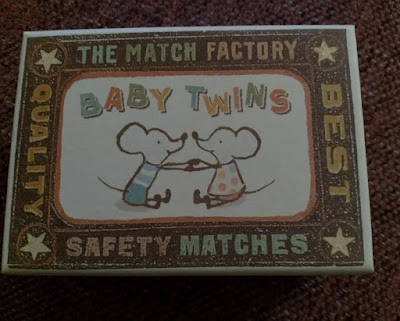 THE MATCH FACTORY
QUALITY
BABY TWINS
BEST
SAFETY MATCHES